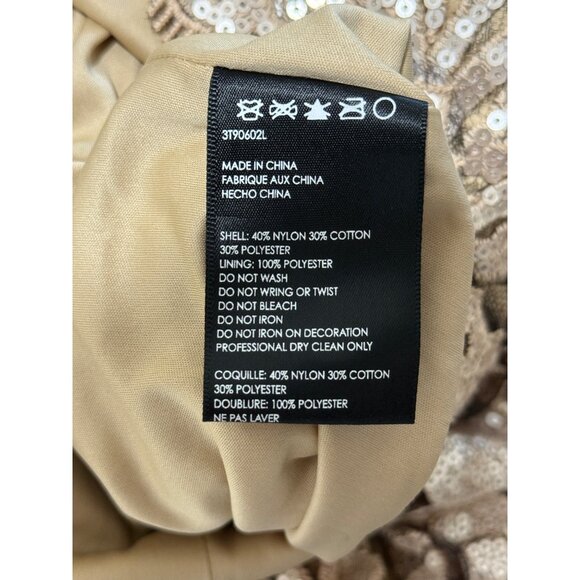 3T90602L
MADE IN CHINA
FABRIQUE AUX CHINA
HECHO CHINA
SHELL: 40% NYLON 30% COTTON
30% POLYESTER
LINING: 100% POLYESTER
DO NOT WASH
DO NOT WRING OR TWIST
DO NOT BLEACH
DO NOT IRON
DO NOT IRON ON DECORATION
PROFESSIONAL DRY CLEAN ONLY
COQUILLE: 40% NYLON 30% COTTON
30% POLYESTER
DOUBLURE: 100% POLYESTER
NE PAS LAVER